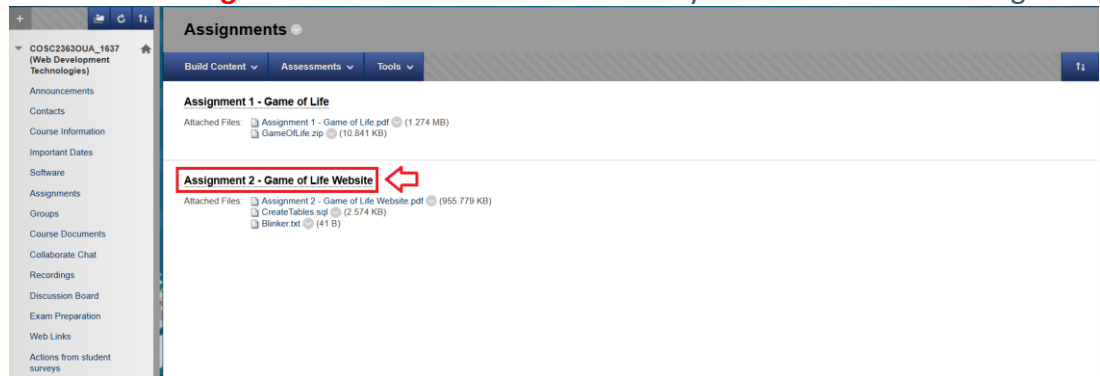 Assignments
COSC2363OUA_1637
(Web Development
Technologies)
Announcements
Contacts
Course Information
Important Dates
Software
Assignments
Groups
Course Documents
Collaborate Chat
Recordings
Discussion Board
Exam Preparation
Web Links
Actions from student
surveys
Build Content Assessments Tools
Assignment 1 - Game of Life
Attached Files: Assignment 1 - Game of Life.pdf (1.274 MB)
GameOfLife.zip (10.841 KB)
Assignment 2 - Game of Life Website
Attached Files: Assignment 2 - Game of Life Website.pdf (955.779 KB)
CreateTables.sql (2.574 KB)
Blinker.txt (41 B)